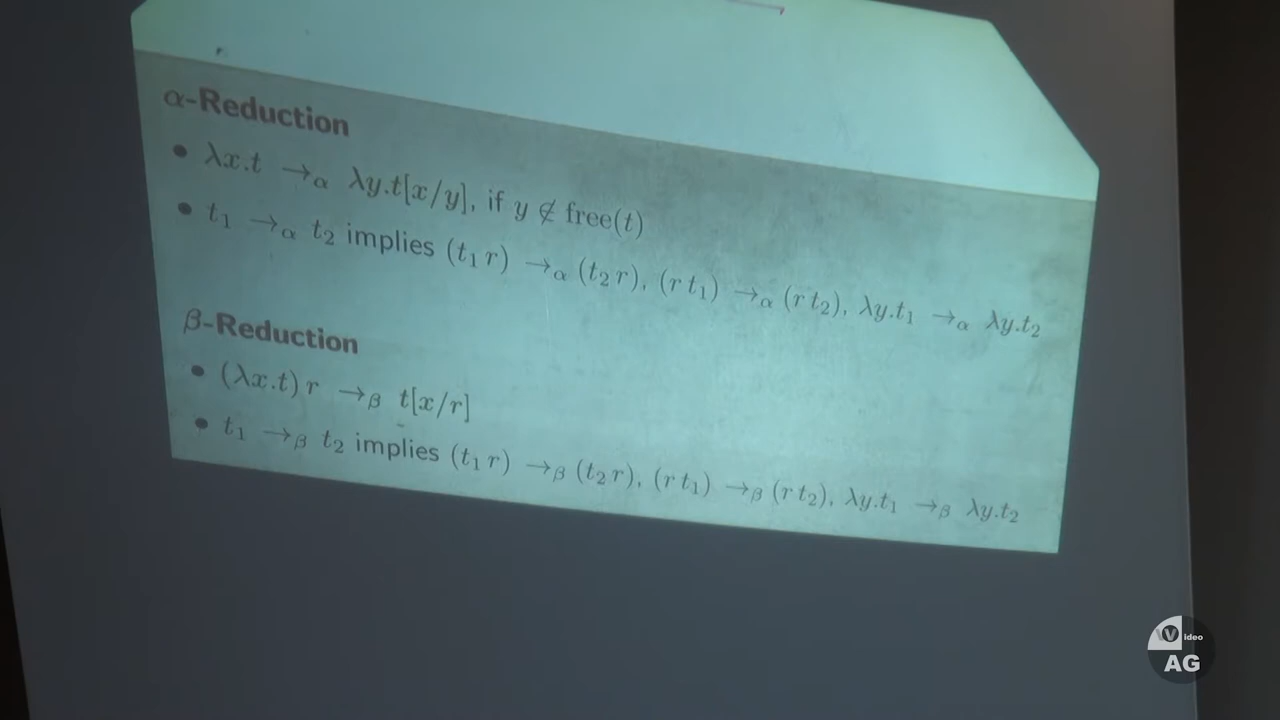 α-Reduction
• λx.t →α λy.t[x/y], if y ∉ free(t)
• t₁ →α t₂ implies (t₁ r) →α (t₂ r), (r t₁) →α (r t₂), λy.t₁ →α λy.t₂
β-Reduction
• (λx.t) r →β t[x/r]
• t₁ →β t₂ implies (t₁ r) →β (t₂ r), (r t₁) →β (r t₂), λy.t₁ →β λy.t₂
Video
AG